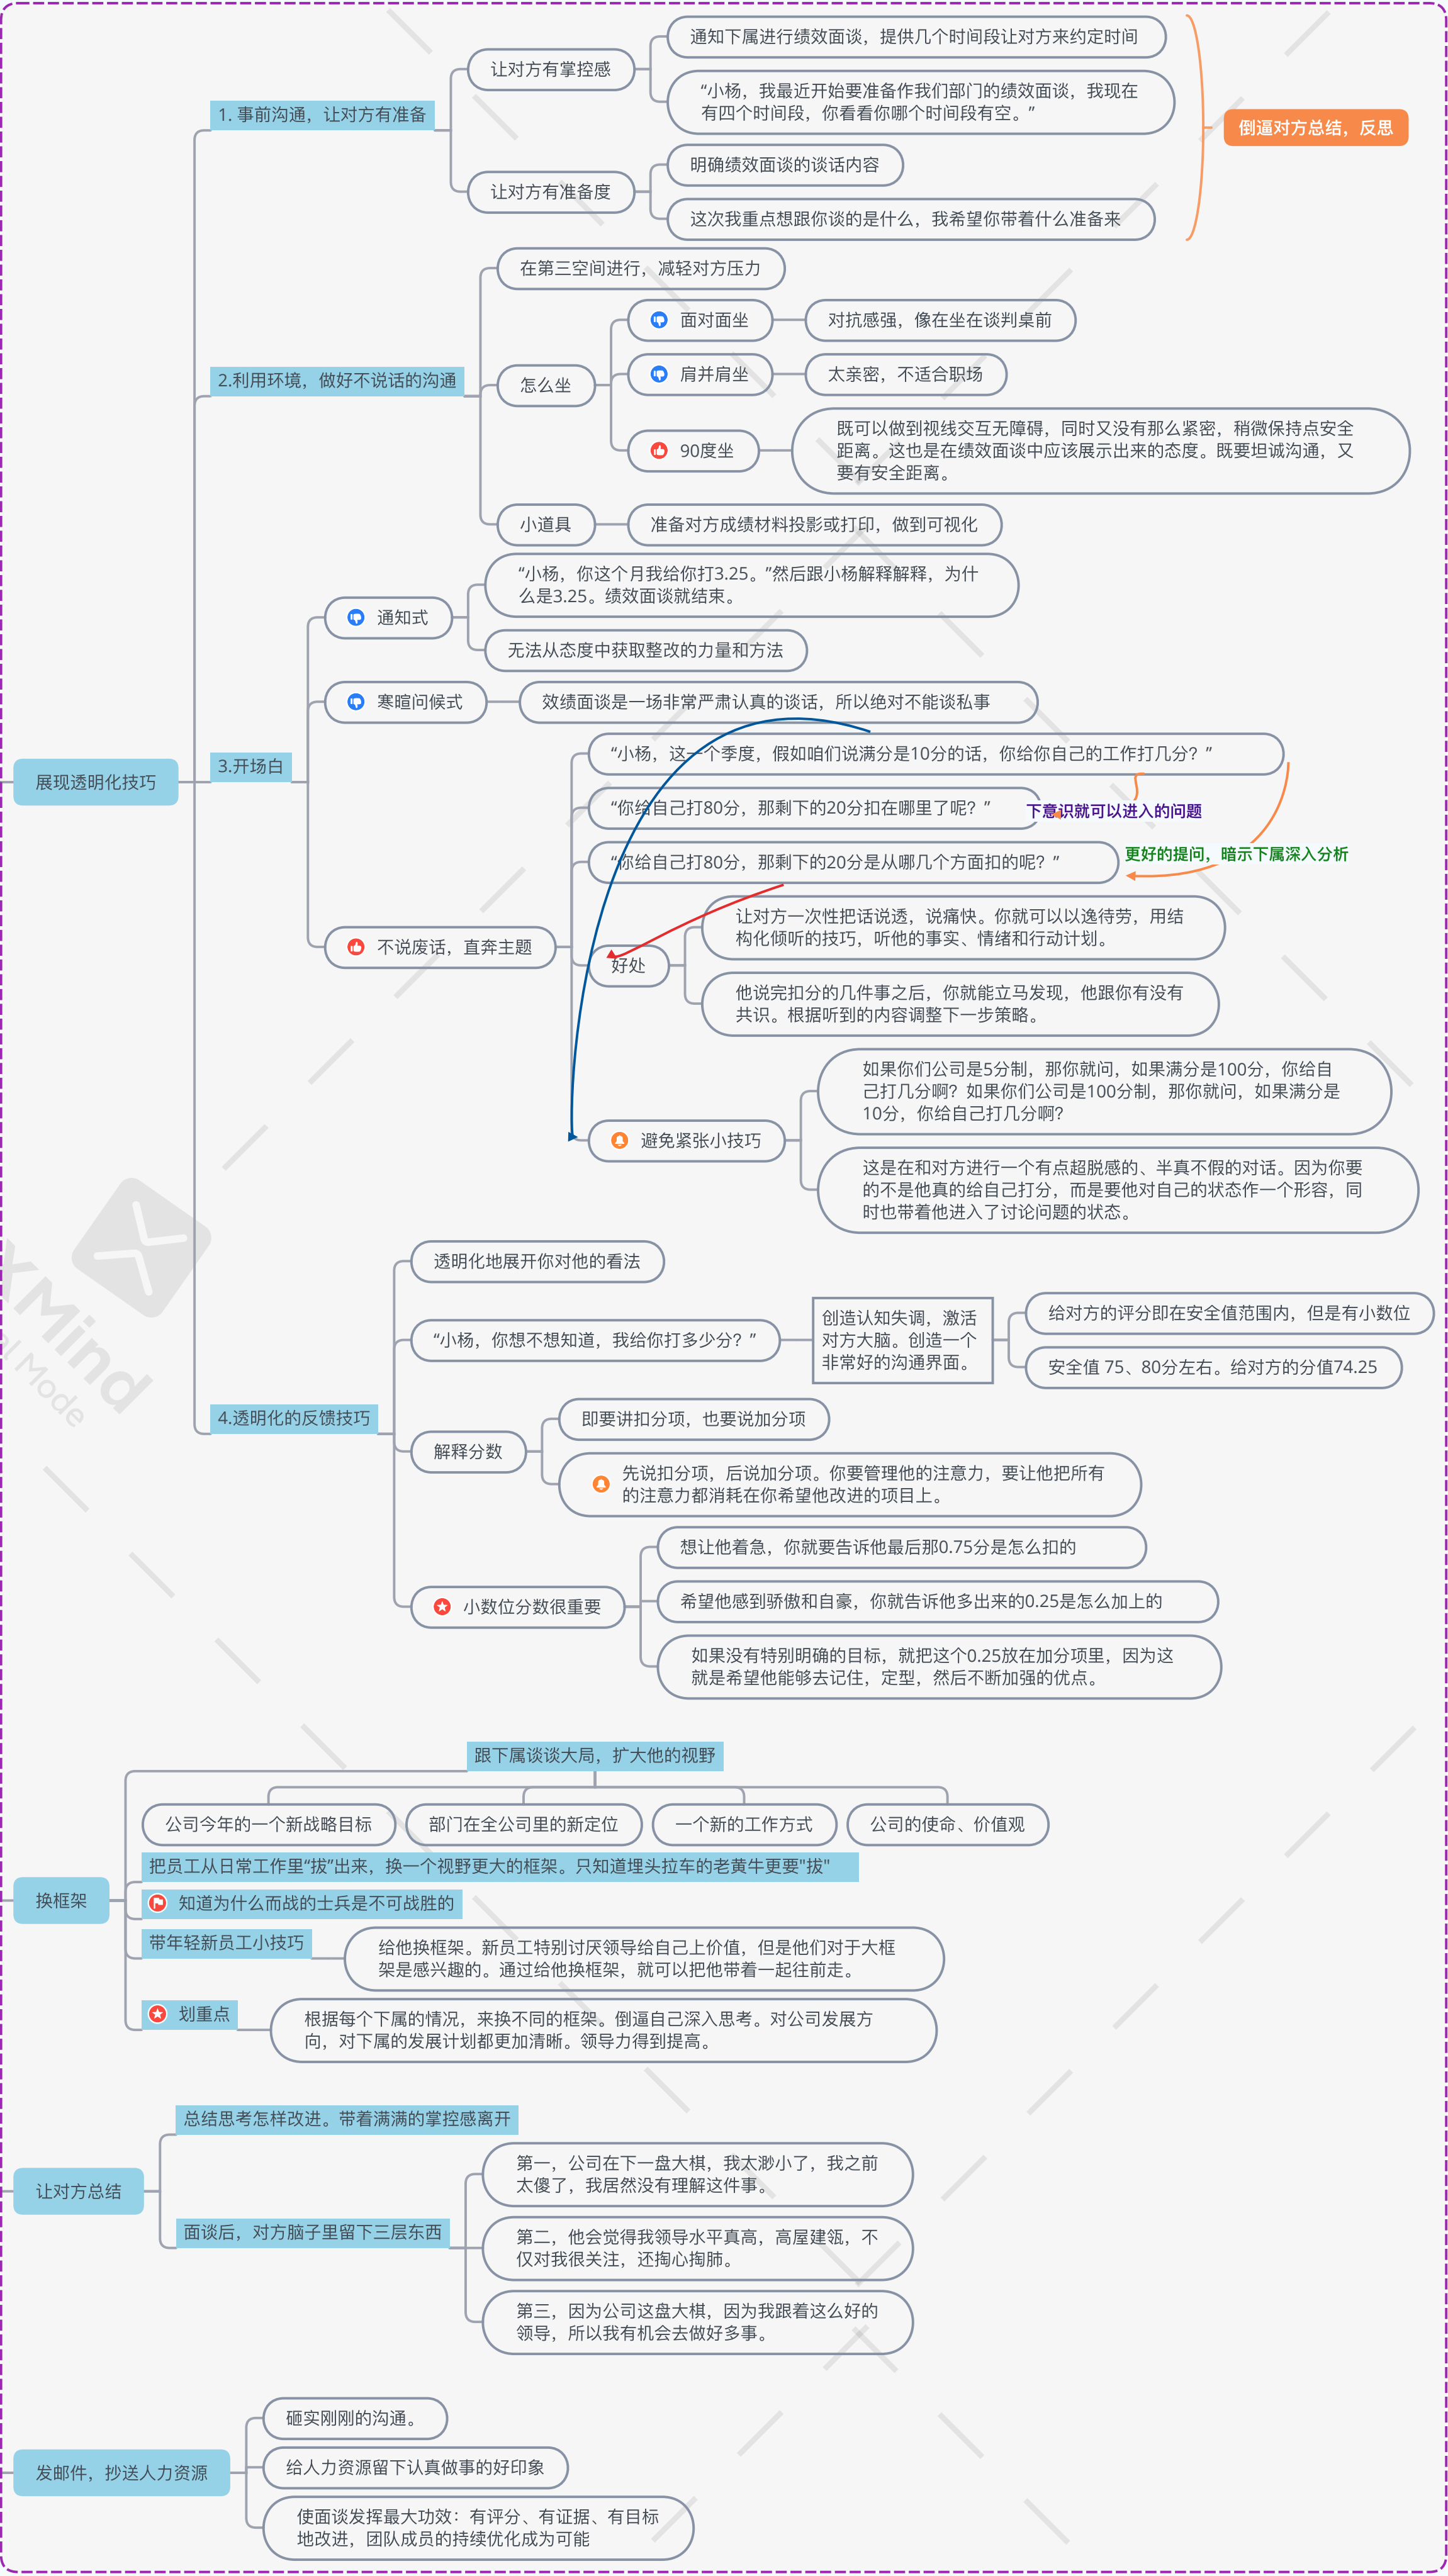 展现透明化技巧
1. 事前沟通，让对方有准备
让对方有掌控感
通知下属进行绩效面谈，提供几个时间段让对方来约定时间
“小杨，我最近开始要准备作我们部门的绩效面谈，我现在
有四个时间段，你看看你哪个时间段有空。”
让对方有准备度
明确绩效面谈的谈话内容
这次我重点想跟你谈的是什么，我希望你带着什么准备来
倒逼对方总结，反思
2.利用环境，做好不说话的沟通
在第三空间进行，减轻对方压力
怎么坐
面对面坐
对抗感强，像在坐在谈判桌前
肩并肩坐
太亲密，不适合职场
90度坐
既可以做到视线交互无障碍，同时又没有那么紧密，稍微保持点安全
距离。这也是在绩效面谈中应该展示出来的态度。既要坦诚沟通，又
要有安全距离。
小道具
准备对方成绩材料投影或打印，做到可视化
3.开场白
通知式
“小杨，你这个月我给你打3.25。”然后跟小杨解释解释，为什
么是3.25。绩效面谈就结束。
无法从态度中获取整改的力量和方法
寒暄问候式
效绩面谈是一场非常严肃认真的谈话，所以绝对不能谈私事
不说废话，直奔主题
“小杨，这一个季度，假如咱们说满分是10分的话，你给你自己的工作打几分？”
“你给自己打80分，那剩下的20分扣在哪里了呢？”
下意识就可以进入的问题
“你给自己打80分，那剩下的20分是从哪几个方面扣的呢？”
更好的提问，暗示下属深入分析
好处
让对方一次性把话说透，说痛快。你就可以以逸待劳，用结
构化倾听的技巧，听他的事实、情绪和行动计划。
他说完扣分的几件事之后，你就能立马发现，他跟你有没有
共识。根据听到的内容调整下一步策略。
避免紧张小技巧
如果你们公司是5分制，那你就问，如果满分是100分，你给自
己打几分啊？如果你们公司是100分制，那你就问，如果满分是
10分，你给自己打几分啊？
这是在和对方进行一个有点超脱感的、半真不假的对话。因为你要
的不是他真的给自己打分，而是要他对自己的状态作一个形容，同
时也带着他进入了讨论问题的状态。
4.透明化的反馈技巧
透明化地展开你对他的看法
“小杨，你想不想知道，我给你打多少分？”
创造认知失调，激活
对方大脑。创造一个
非常好的沟通界面。
给对方的评分即在安全值范围内，但是有小数位
安全值 75、80分左右。给对方的分值74.25
解释分数
即要讲扣分项，也要说加分项
先说扣分项，后说加分项。你要管理他的注意力，要让他把所有
的注意力都消耗在你希望他改进的项目上。
小数位分数很重要
想让他着急，你就要告诉他最后那0.75分是怎么扣的
希望他感到骄傲和自豪，你就告诉他多出来的0.25是怎么加上的
如果没有特别明确的目标，就把这个0.25放在加分项里，因为这
就是希望他能够去记住，定型，然后不断加强的优点。
XMind
al Mode
换框架
跟下属谈谈大局，扩大他的视野
公司今年的一个新战略目标
部门在全公司里的新定位
一个新的工作方式
公司的使命、价值观
把员工从日常工作里“拔”出来，换一个视野更大的框架。只知道埋头拉车的老黄牛更要"拔"
知道为什么而战的士兵是不可战胜的
带年轻新员工小技巧
给他换框架。新员工特别讨厌领导给自己上价值，但是他们对于大框
架是感兴趣的。通过给他换框架，就可以把他带着一起往前走。
划重点
根据每个下属的情况，来换不同的框架。倒逼自己深入思考。对公司发展方
向，对下属的发展计划都更加清晰。领导力得到提高。
让对方总结
总结思考怎样改进。带着满满的掌控感离开
面谈后，对方脑子里留下三层东西
第一，公司在下一盘大棋，我太渺小了，我之前
太傻了，我居然没有理解这件事。
第二，他会觉得我领导水平真高，高屋建瓴，不
仅对我很关注，还掏心掏肺。
第三，因为公司这盘大棋，因为我跟着这么好的
领导，所以我有机会去做好多事。
发邮件，抄送人力资源
砸实刚刚的沟通。
给人力资源留下认真做事的好印象
使面谈发挥最大功效：有评分、有证据、有目标
地改进，团队成员的持续优化成为可能